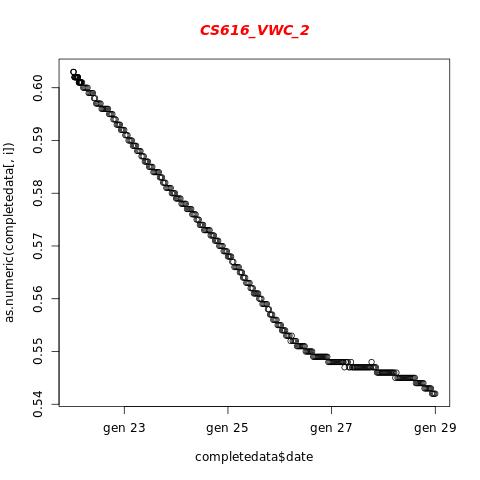 CS616_VWC_2
as.numeric(completedata[, i])
0.60
0.59
0.58
0.57
0.56
0.55
0.54
gen 23 gen 25 gen 27 gen 29
completedata$date